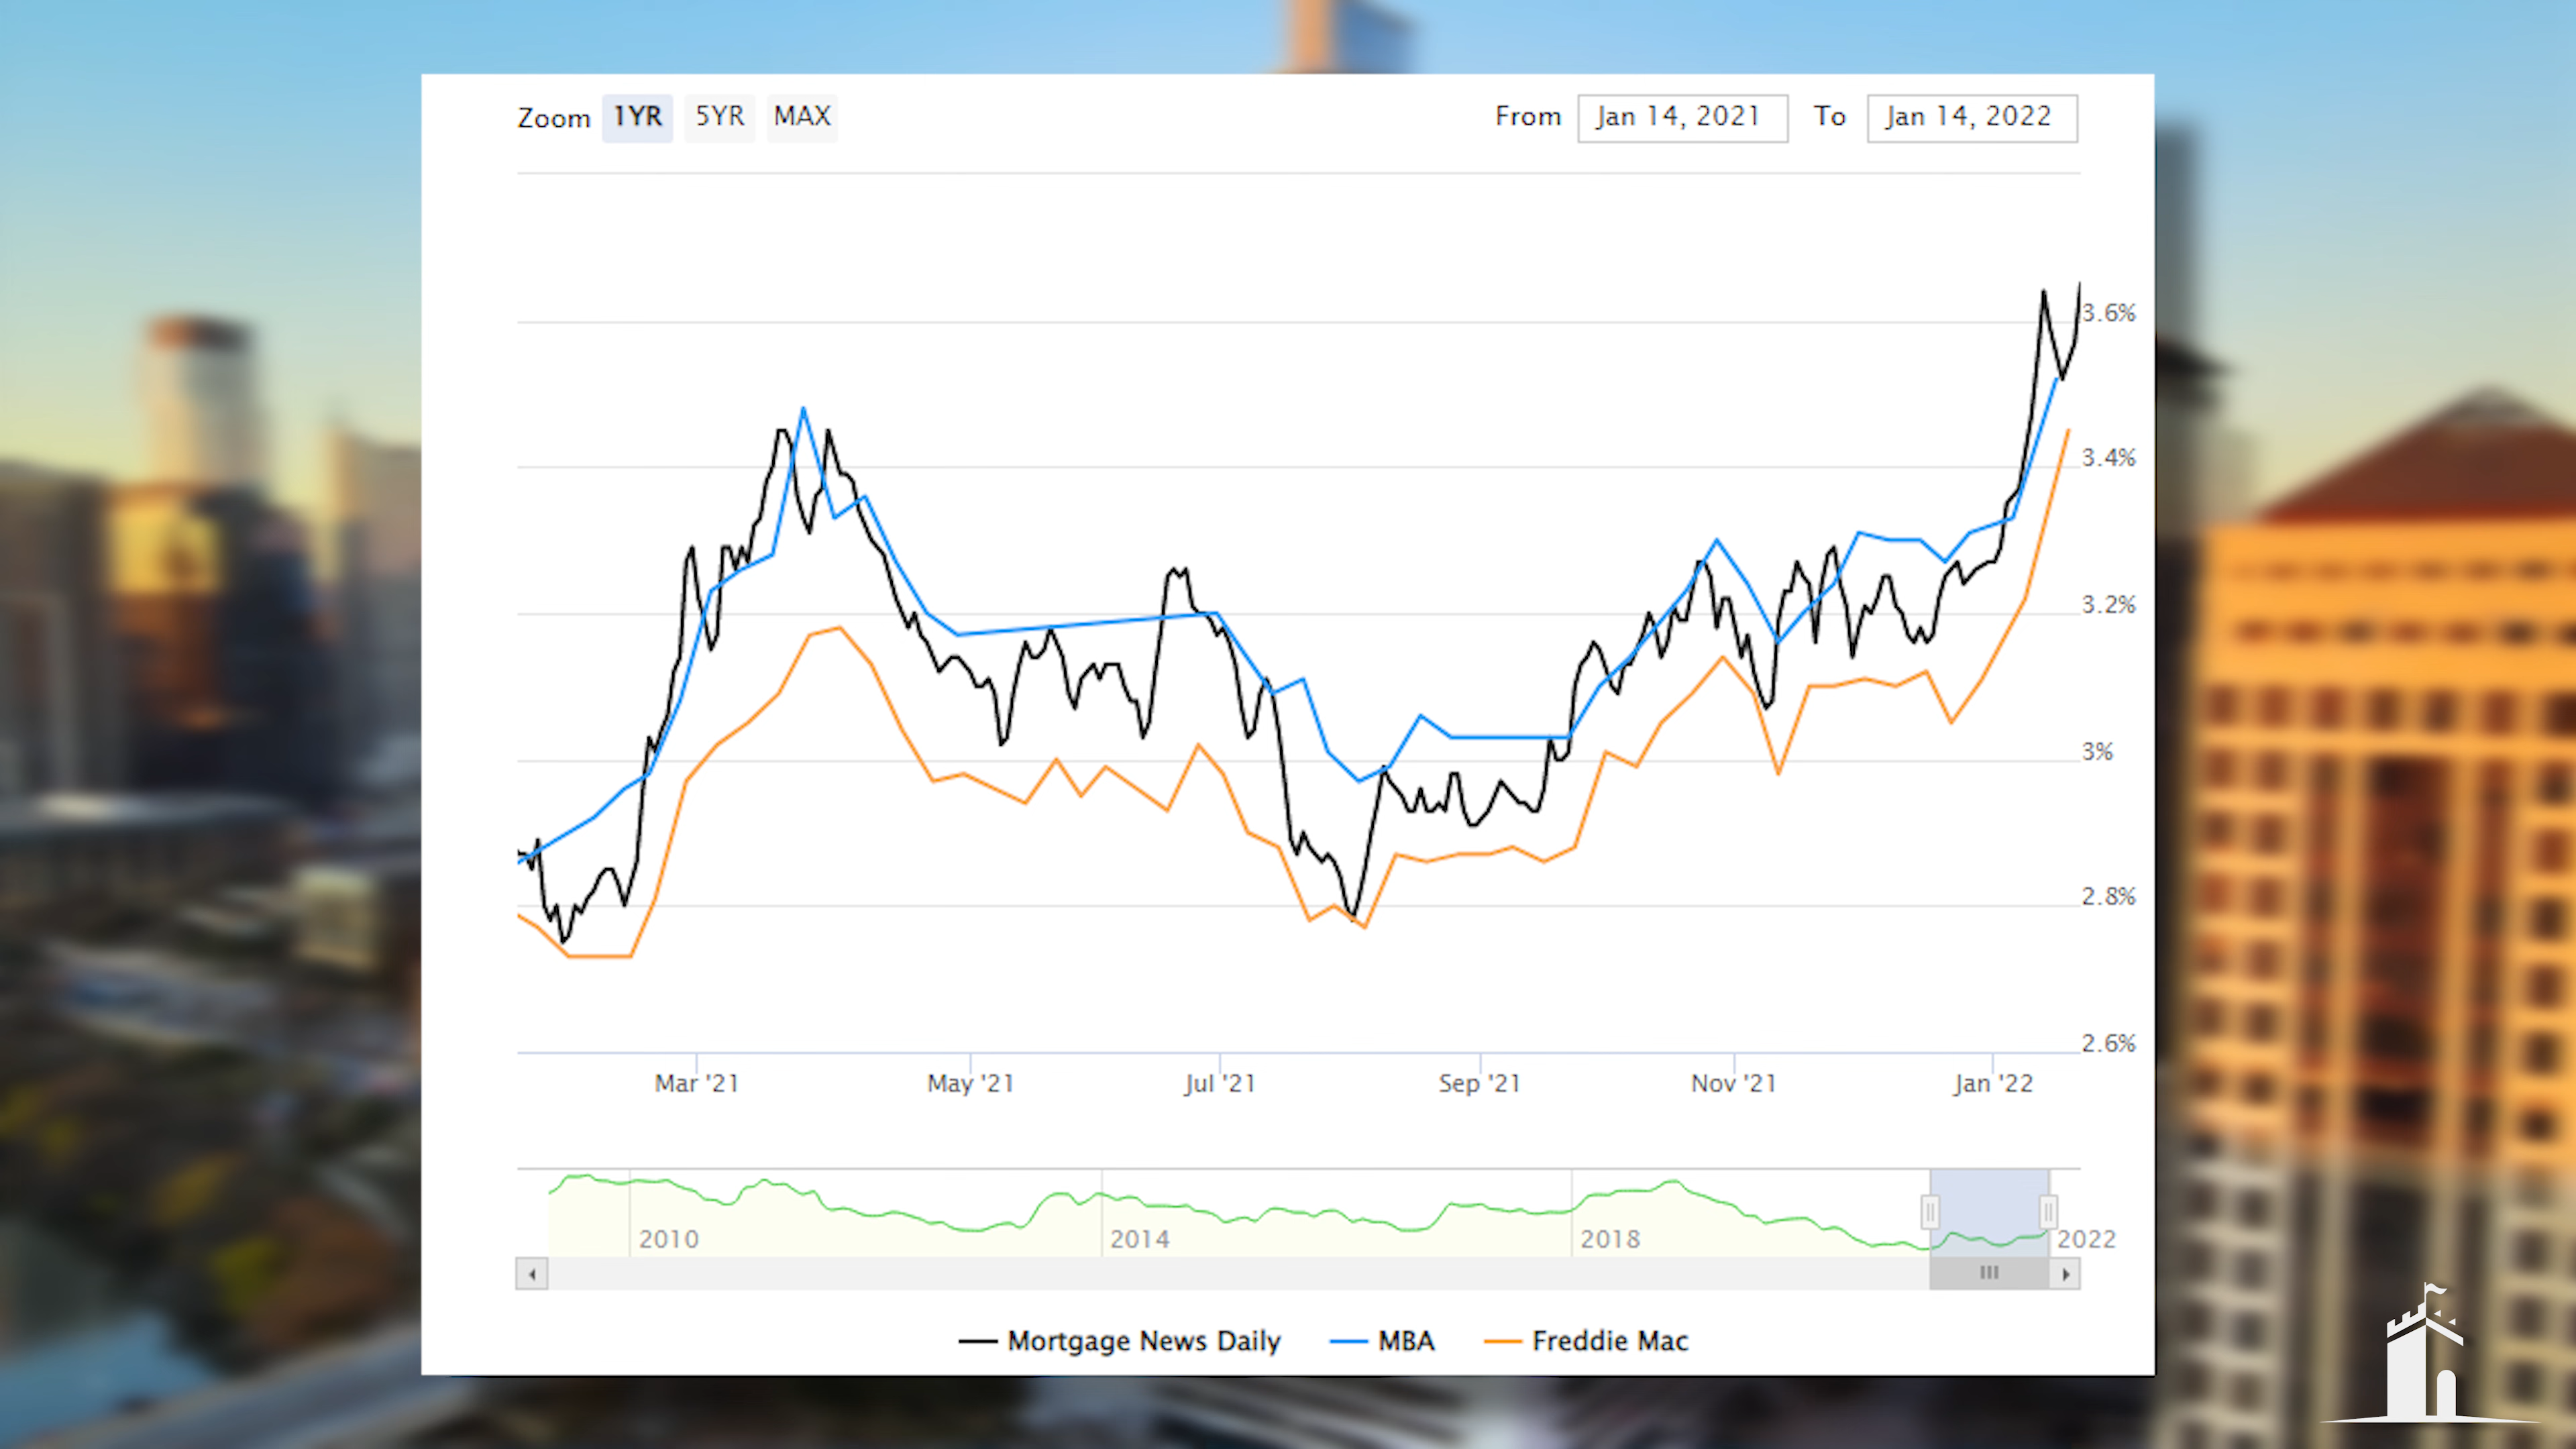 Zoom 1YR 5YR MAX From Jan 14, 2021 To Jan 14, 2022
3.6%
3.4%
3.2%
3%
2.8%
2.6%
Mar '21 May '21 Jul '21 Sep '21 Nov '21 Jan '22
2010 2014 2018 2022
Mortgage News Daily MBA Freddie Mac